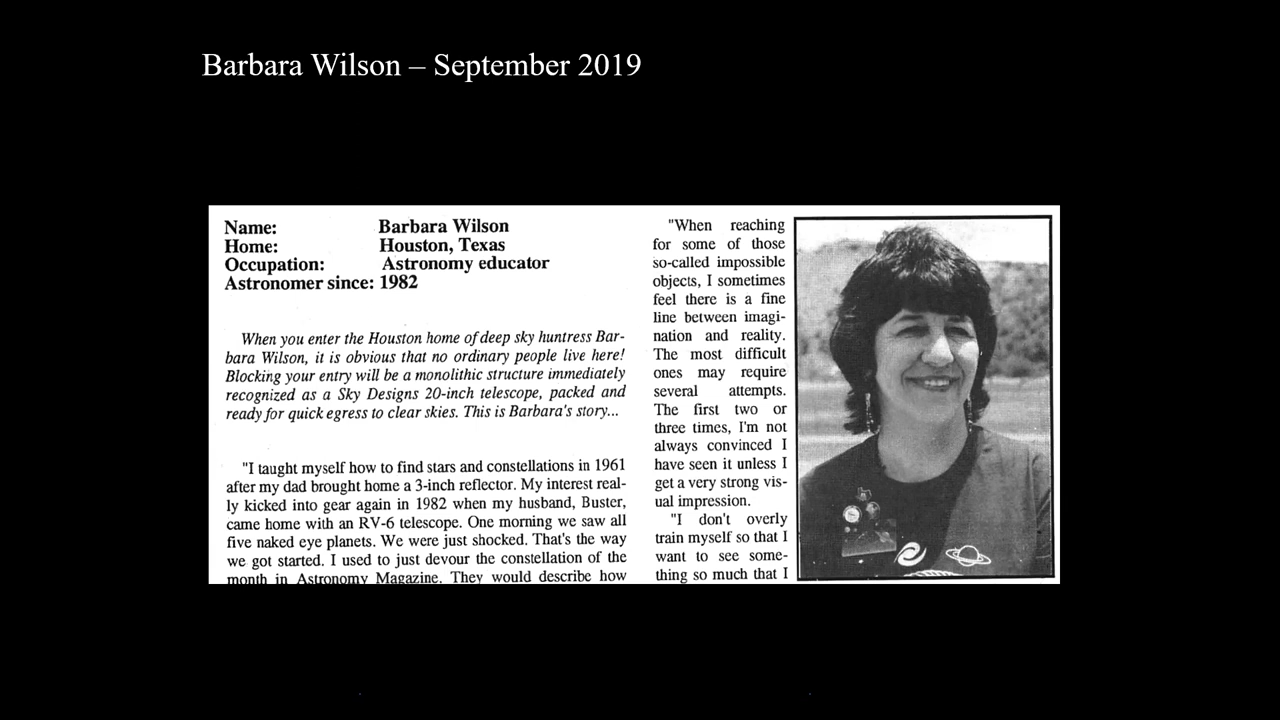 Barbara Wilson – September 2019
Name: Barbara Wilson
Home: Houston, Texas
Occupation: Astronomy educator
Astronomer since: 1982
When you enter the Houston home of deep sky huntress Bar-
bara Wilson, it is obvious that no ordinary people live here!
Blocking your entry will be a monolithic structure immediately
recognized as a Sky Designs 20-inch telescope, packed and
ready for quick egress to clear skies. This is Barbara's story...
"I taught myself how to find stars and constellations in 1961
after my dad brought home a 3-inch reflector. My interest real-
ly kicked into gear again in 1982 when my husband, Buster,
came home with an RV-6 telescope. One morning we saw all
five naked eye planets. We were just shocked. That's the way
we got started. I used to just devour the constellation of the
month in Astronomy Magazine. They would describe how
"When reaching
for some of those
so-called impossible
objects, I sometimes
feel there is a fine
line between imagi-
nation and reality.
The most difficult
ones may require
several attempts.
The first two or
three times, I'm not
always convinced I
have seen it unless I
get a very strong vis-
ual impression.
"I don't overly
train myself so that I
want to see some-
thing so much that I